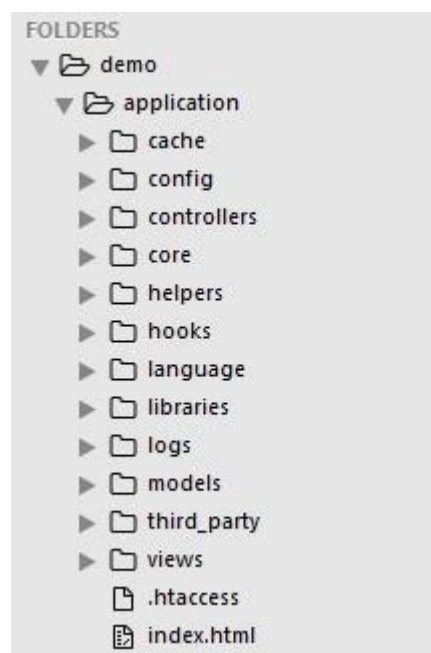 FOLDERS
demo
application
cache
config
controllers
core
helpers
hooks
language
libraries
logs
models
third_party
views
.htaccess
index.html